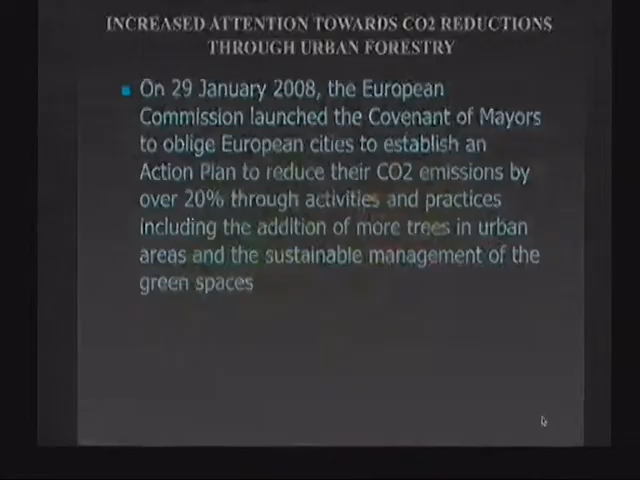 INCREASED ATTENTION TOWARDS CO2 REDUCTIONS
THROUGH URBAN FORESTRY
On 29 January 2008, the European
Commission launched the Covenant of Mayors
to oblige European cities to establish an
Action Plan to reduce their CO2 emissions by
over 20% through activities and practices
including the addition of more trees in urban
areas and the sustainable management of the
green spaces